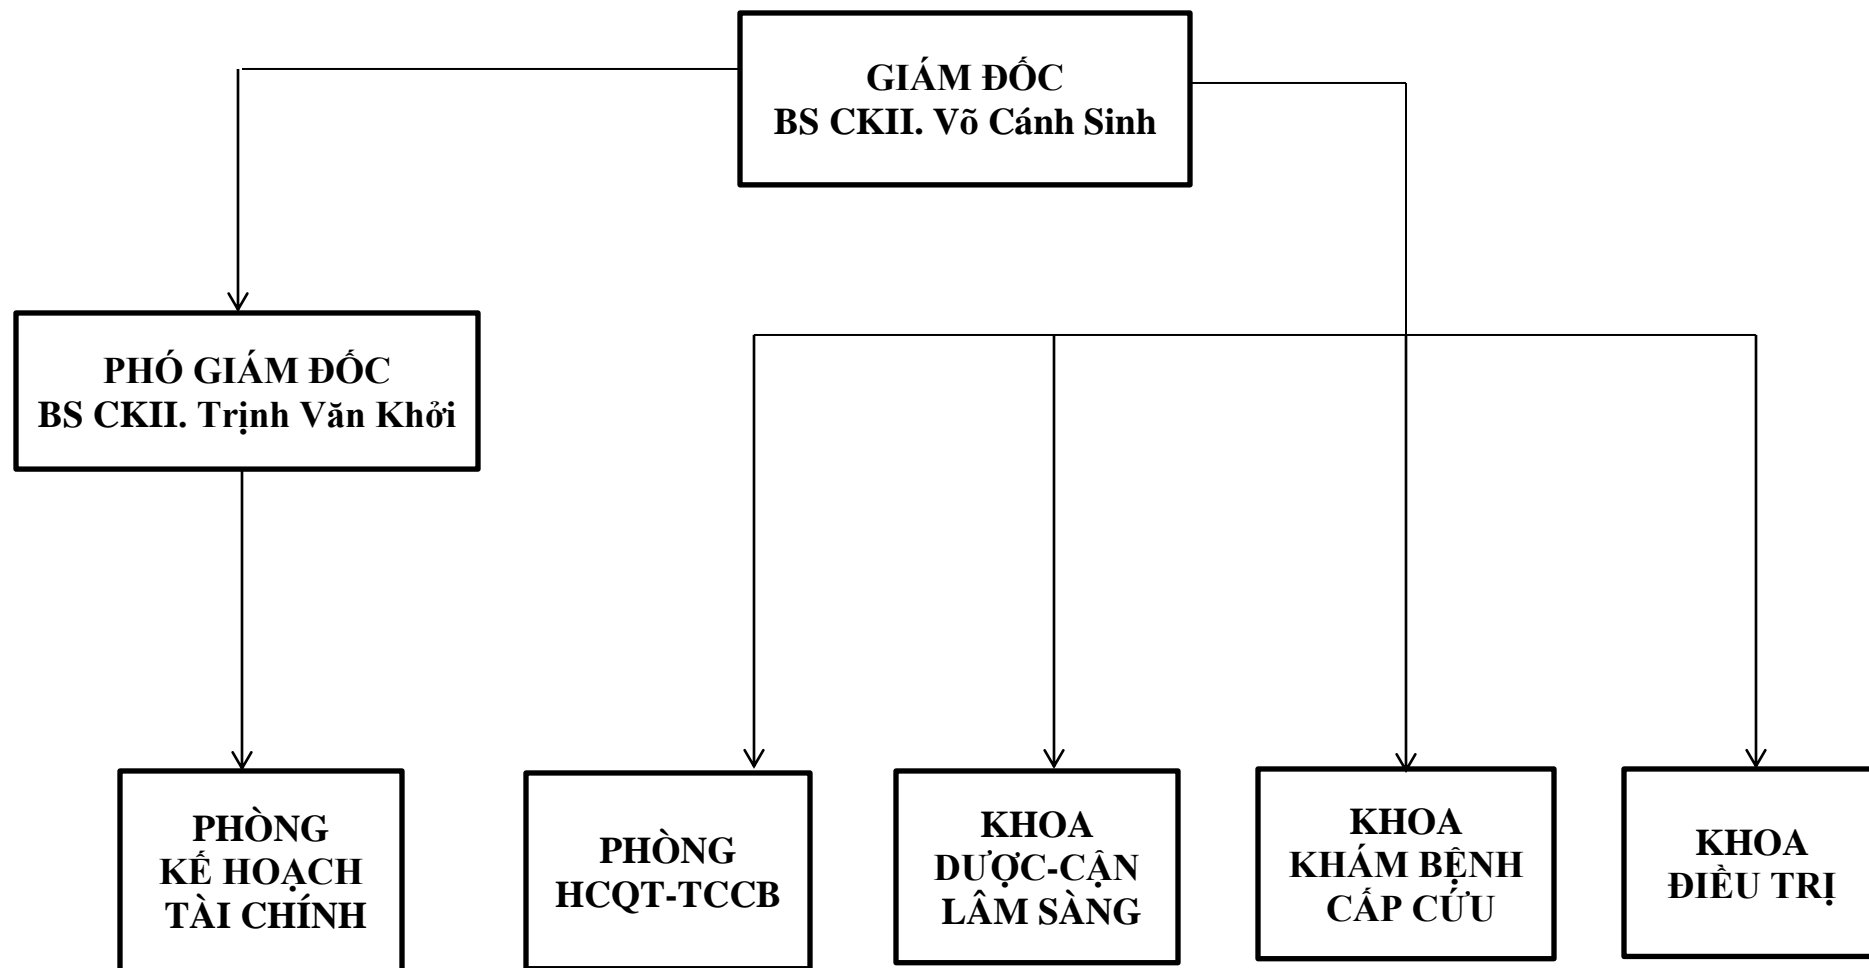 GIÁM ĐỐC
BS CKII. Võ Cánh Sinh
PHÓ GIÁM ĐỐC
BS CKII. Trịnh Văn Khởi
PHÒNG
KẾ HOẠCH
TÀI CHÍNH
PHÒNG
HCQT-TCCB
KHOA
DƯỢC-CẬN
LÂM SÀNG
KHOA
KHÁM BỆNH
CẤP CỨU
KHOA
ĐIỀU TRỊ